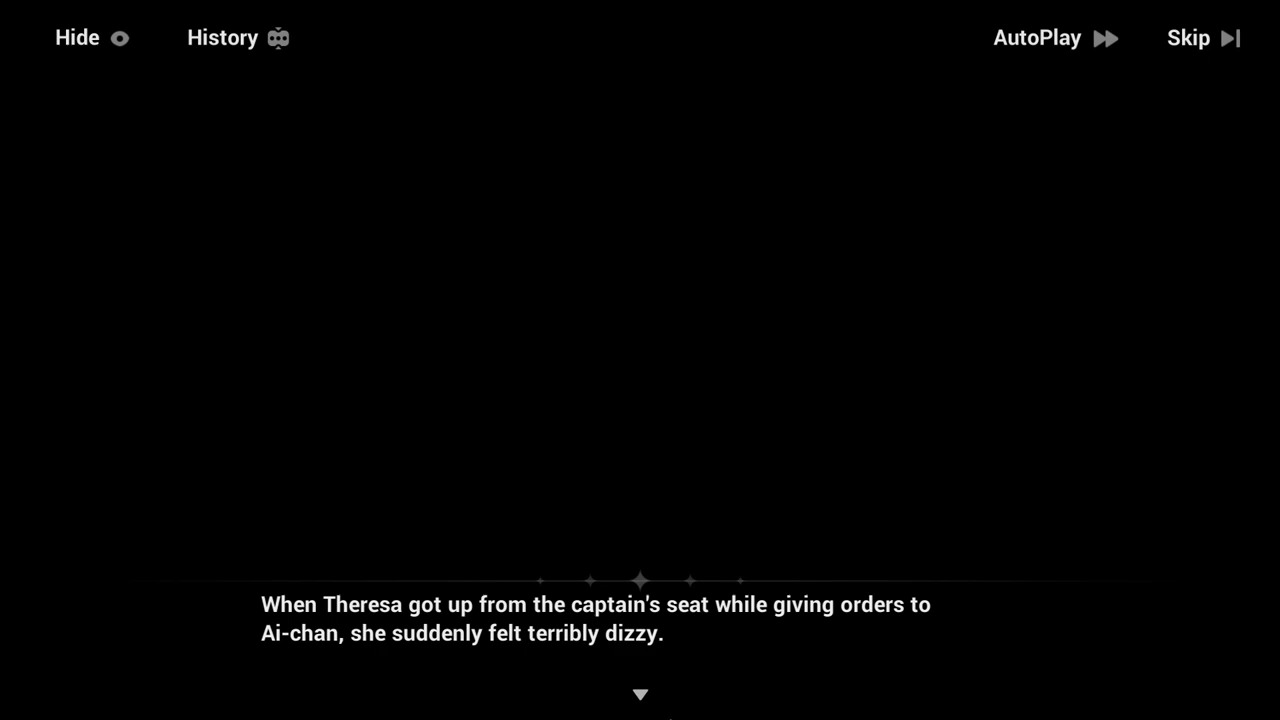 Hide
History
AutoPlay
Skip
When Theresa got up from the captain's seat while giving orders to
Ai-chan, she suddenly felt terribly dizzy.